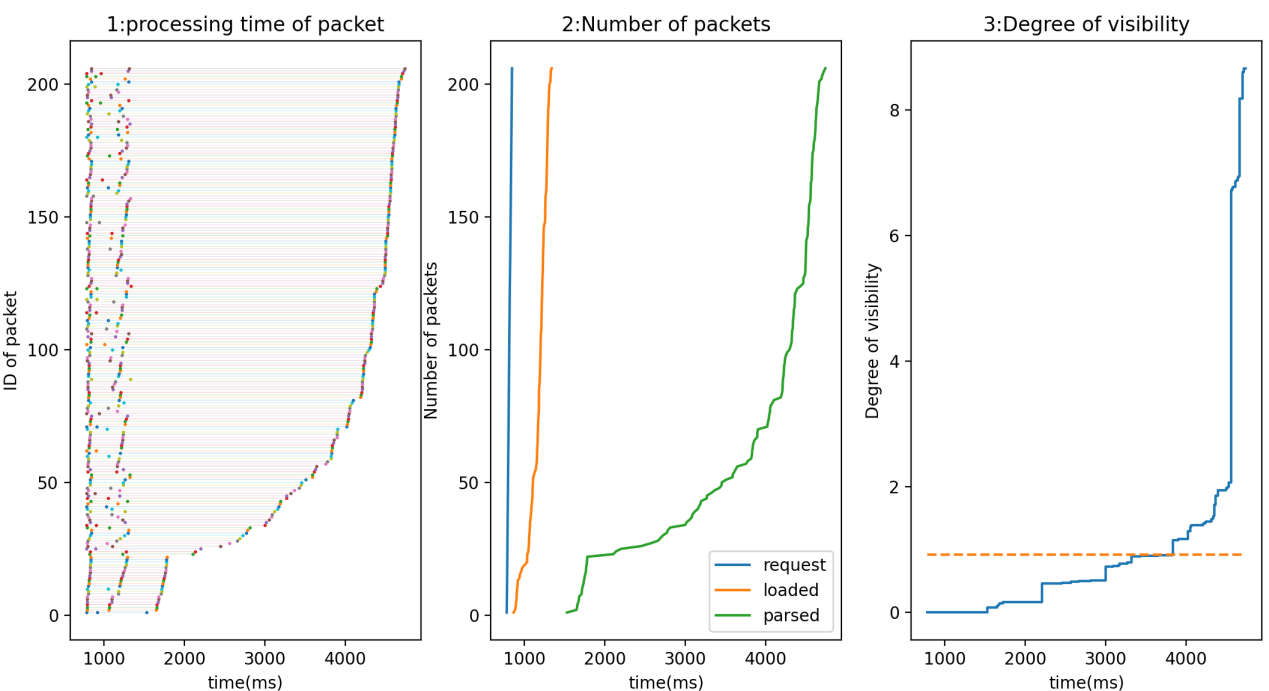 1:processing time of packet
ID of packet
200
150
100
50
0
1000 2000 3000 4000
time(ms)
2:Number of packets
Number of packets
200
150
100
50
0
request
loaded
parsed
1000 2000 3000 4000
time(ms)
3:Degree of visibility
Degree of visibility
8
6
4
2
0
1000 2000 3000 4000
time(ms)